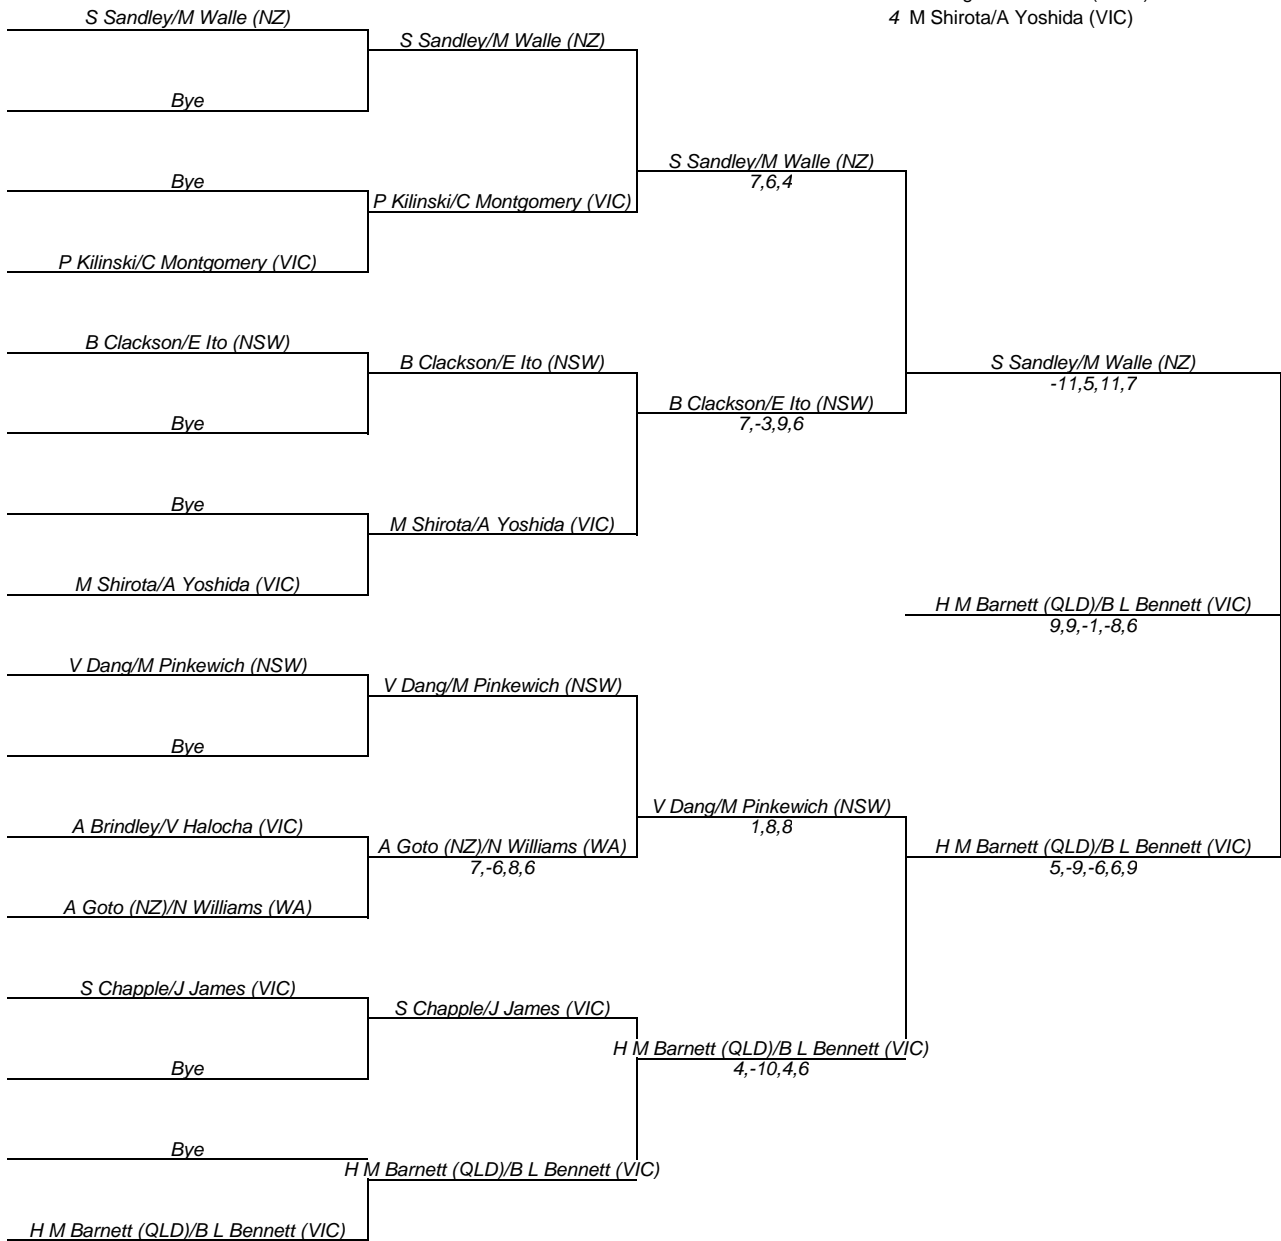 S Sandley/M Walle (NZ)
4 M Shirota/A Yoshida (VIC)
S Sandley/M Walle (NZ)
Bye
S Sandley/M Walle (NZ)
7,6,4
Bye
P Kilinski/C Montgomery (VIC)
P Kilinski/C Montgomery (VIC)
B Clackson/E Ito (NSW)
B Clackson/E Ito (NSW)
S Sandley/M Walle (NZ)
-11,5,11,7
B Clackson/E Ito (NSW)
7,-3,9,6
Bye
Bye
M Shirota/A Yoshida (VIC)
M Shirota/A Yoshida (VIC)
H M Barnett (QLD)/B L Bennett (VIC)
9,9,-1,-8,6
V Dang/M Pinkewich (NSW)
V Dang/M Pinkewich (NSW)
Bye
V Dang/M Pinkewich (NSW)
1,8,8
A Brindley/V Halocha (VIC)
A Goto (NZ)/N Williams (WA)
7,-6,8,6
H M Barnett (QLD)/B L Bennett (VIC)
5,-9,-6,6,9
A Goto (NZ)/N Williams (WA)
S Chapple/J James (VIC)
S Chapple/J James (VIC)
H M Barnett (QLD)/B L Bennett (VIC)
4,-10,4,6
Bye
Bye
H M Barnett (QLD)/B L Bennett (VIC)
H M Barnett (QLD)/B L Bennett (VIC)